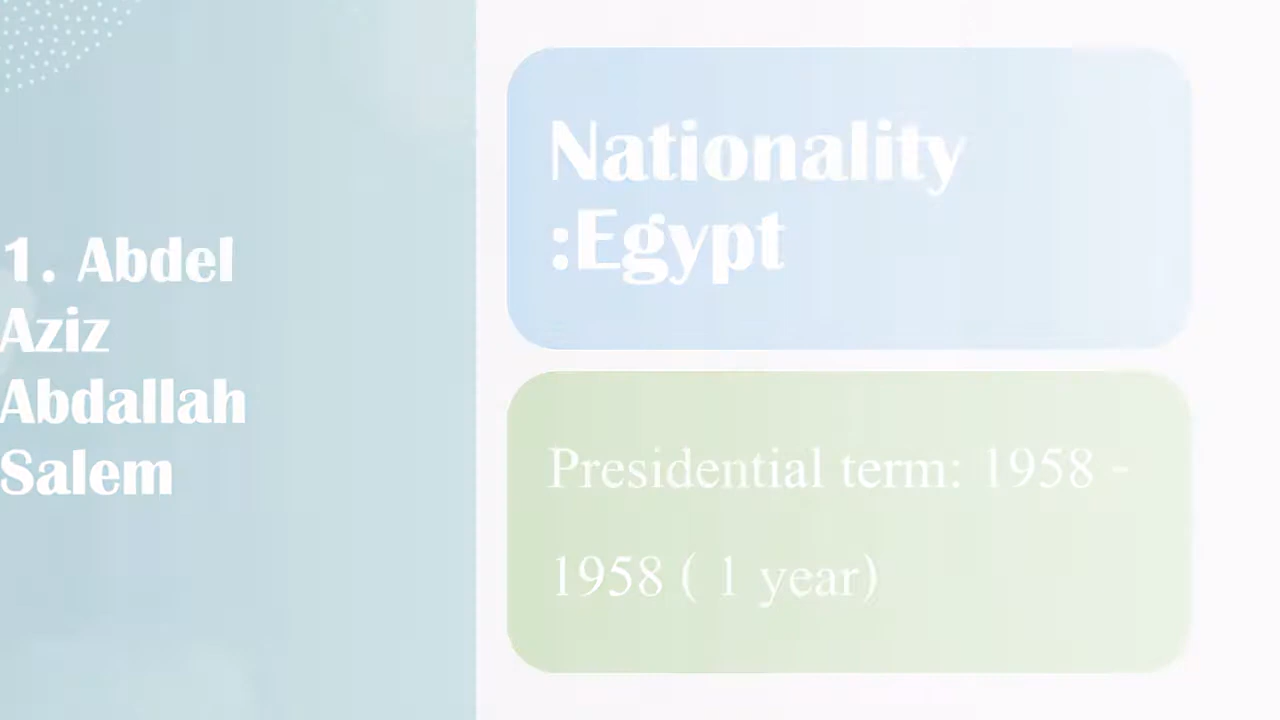 1. Abdel
Aziz
Abdallah
Salem
Nationality
:Egypt
Presidential term: 1958 -
1958 ( 1 year)